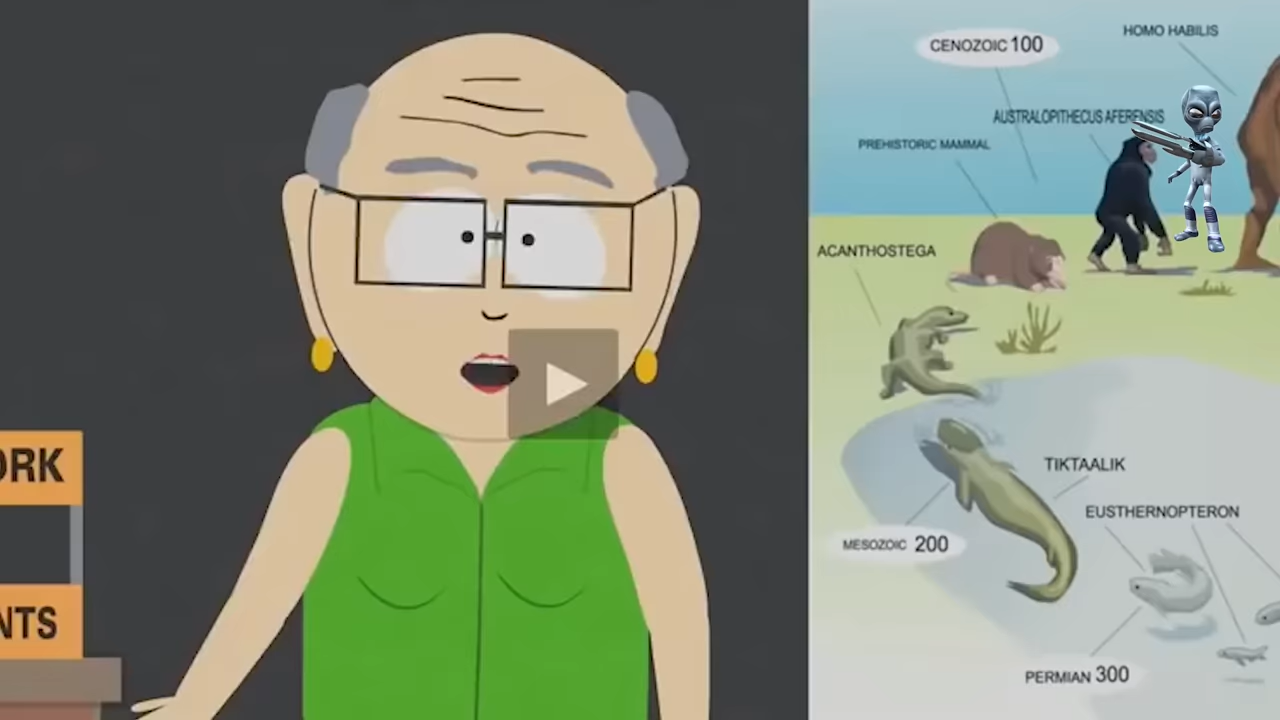 CENOZOIC 100
HOMO HABILIS
AUSTRALOPITHECUS AFERENSIS
PREHISTORIC MAMMAL
ACANTHOSTEGA
TIKTAALIK
EUSTHERNOPTERON
MESOZOIC 200
PERMIAN 300
ORK
NTS